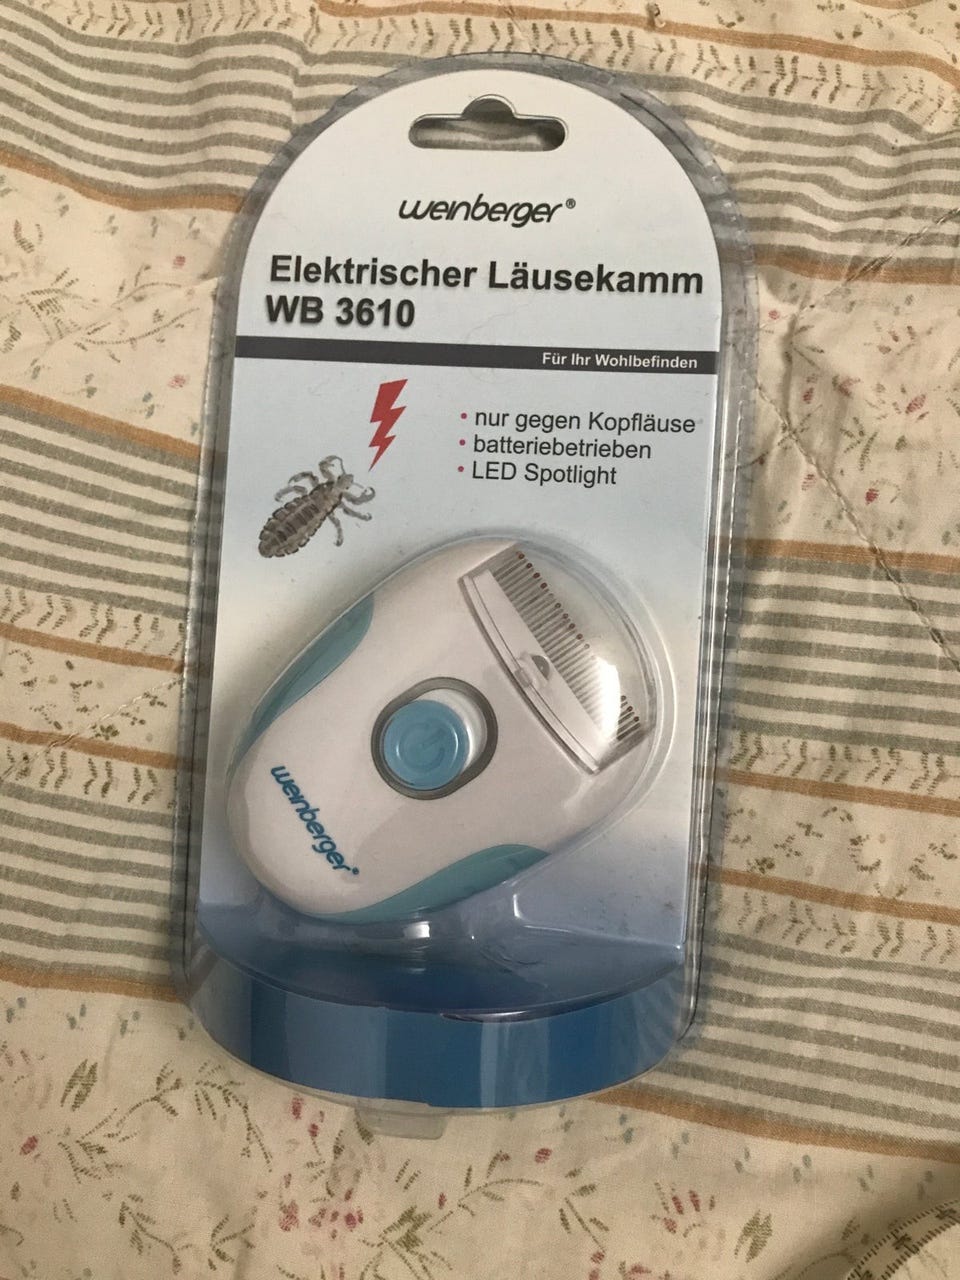 weinberger®
Elektrischer Läusekamm
WB 3610
Für Ihr Wohlbefinden
• nur gegen Kopfläuse
• batteriebetrieben
• LED Spotlight
weinberger®